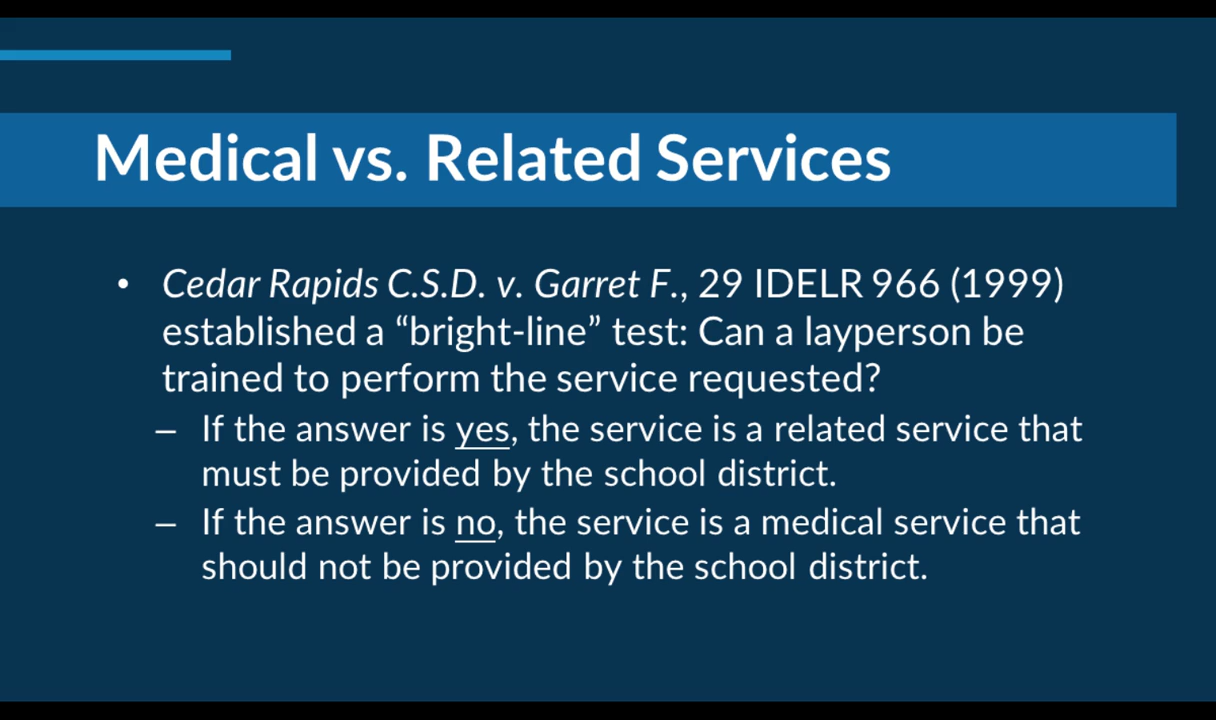 Medical vs. Related Services
• Cedar Rapids C.S.D. v. Garret F., 29 IDELR 966 (1999)
established a “bright-line” test: Can a layperson be
trained to perform the service requested?
– If the answer is yes, the service is a related service that
must be provided by the school district.
– If the answer is no, the service is a medical service that
should not be provided by the school district.